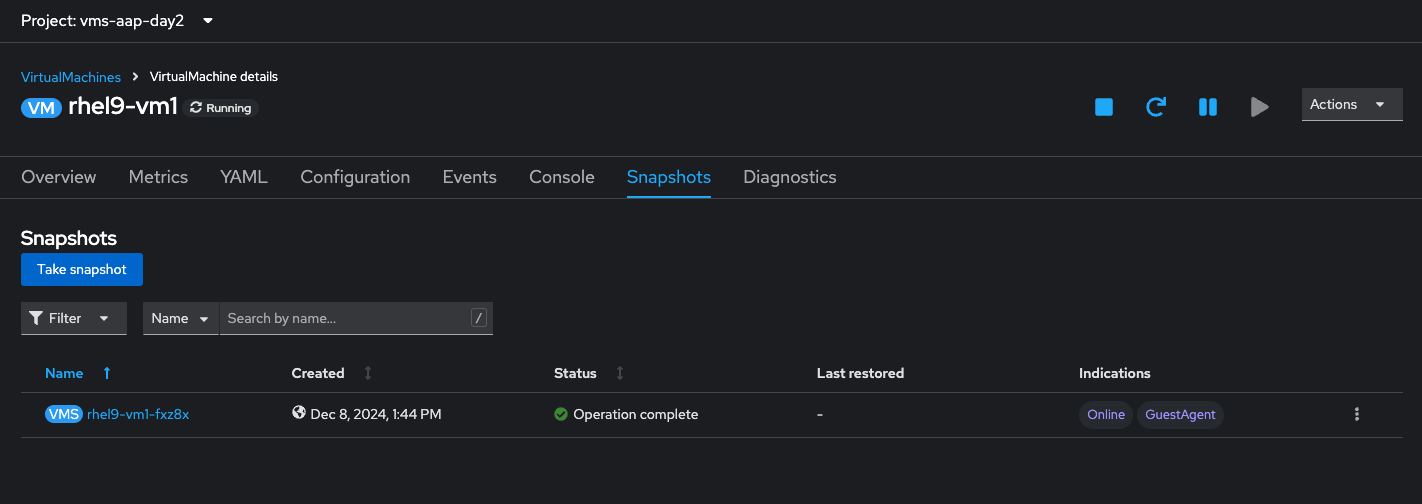 Project: vms-aap-day2
VirtualMachines > VirtualMachine details
VM rhel9-vm1 Running
Actions
Overview Metrics YAML Configuration Events Console Snapshots Diagnostics
Snapshots
Take snapshot
Filter Name Search by name... /
Name Created Status Last restored Indications
VMS rhel9-vm1-fxz8x Dec 8, 2024, 1:44 PM Operation complete - Online GuestAgent